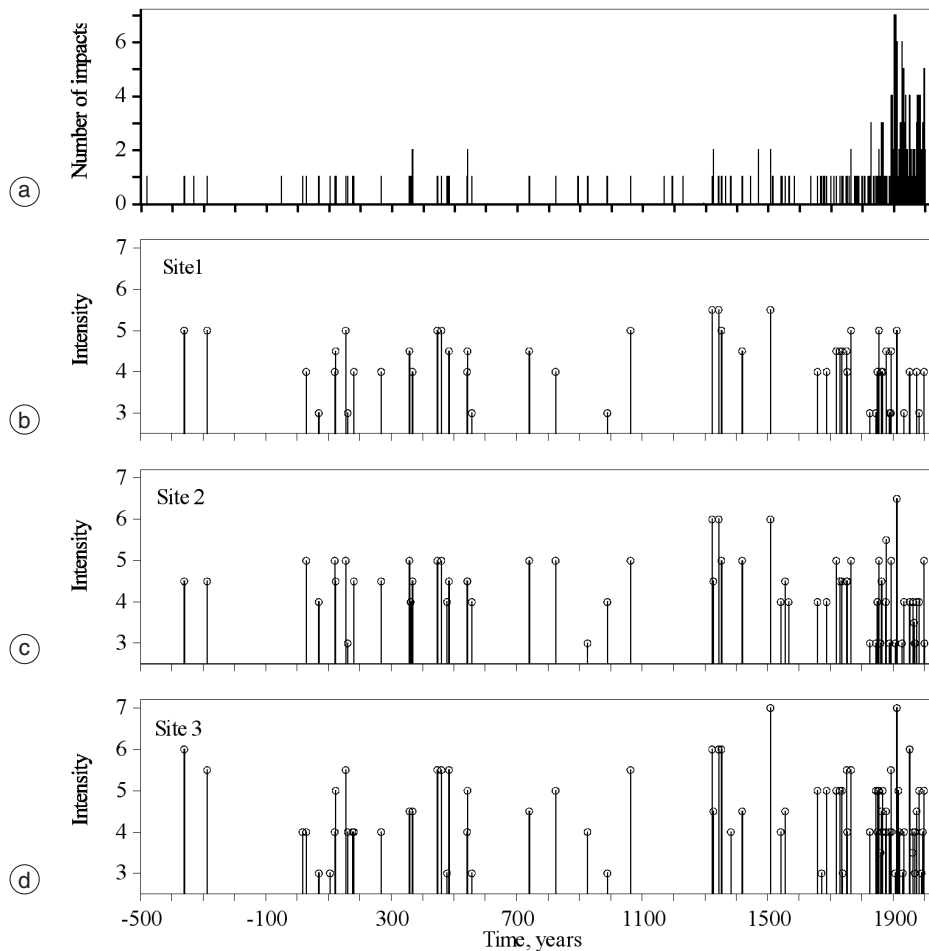 Number of impacts
6
4
2
0
a
Intensity
7
6
5
4
3
Site1
b
Intensity
7
6
5
4
3
Site 2
c
Intensity
7
6
5
4
3
Site 3
d
-500 -100 300 700 1100 1500 1900
Time, years